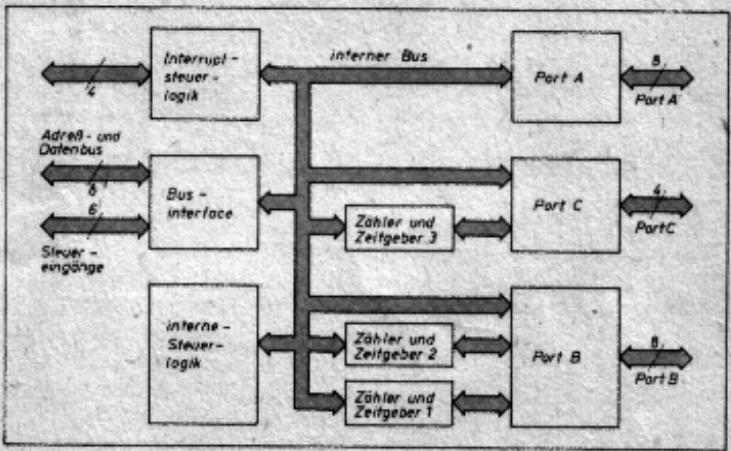 Interrupt-
steuer-
logik
interner Bus
Port A
8
Port A
4
Adreß- und
Datenbus
8
6
Steuer-
eingänge
Bus-
interface
Port C
4
Port C
Zähler und
Zeitgeber 3
interne-
Steuer-
logik
Zähler und
Zeitgeber 2
Port B
8
Port B
Zähler und
Zeitgeber 1